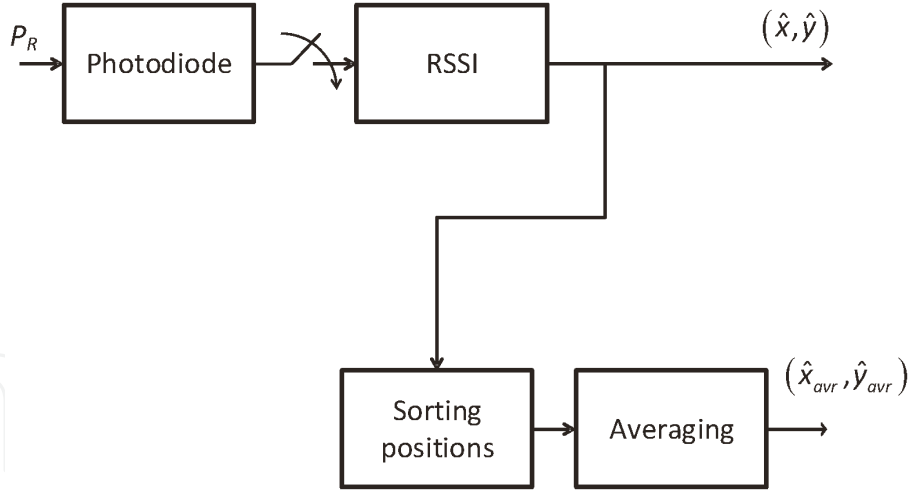 P_R
Photodiode
RSSI
(x̂,ŷ)
Sorting
positions
Averaging
(x̂_avr,ŷ_avr)